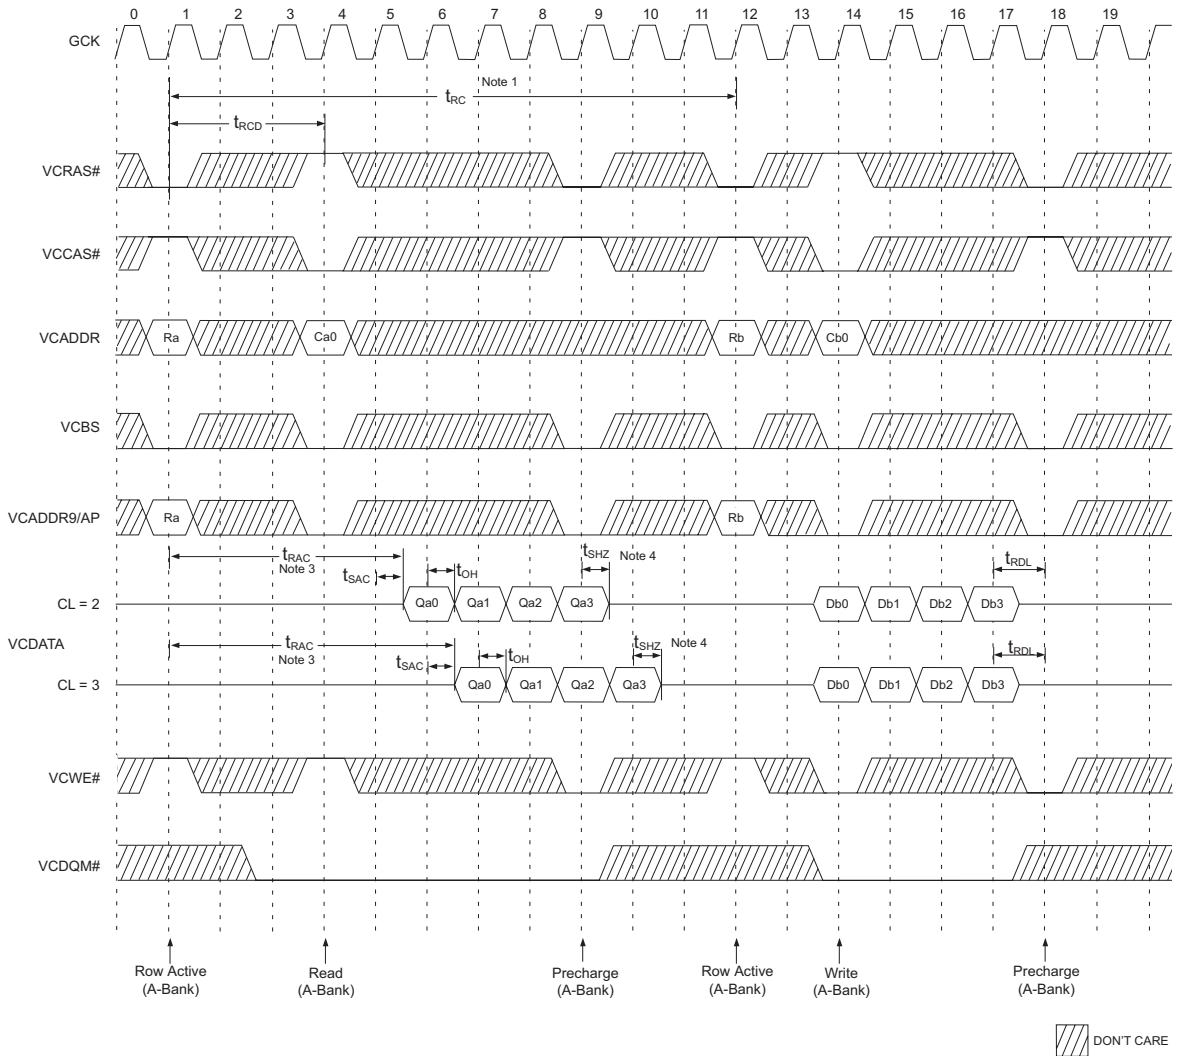 0 1 2 3 4 5 6 7 8 9 10 11 12 13 14 15 16 17 18 19
GCK
Note 1
tRC
tRCD
VCRAS#
VCCAS#
VCADDR Ra Ca0 Rb Cb0
VCBS
VCADDR9/AP Ra Rb
tRAC
Note 3
tSAC
tOH
tSHZ
Note 4
tRDL
CL = 2 Qa0 Qa1 Qa2 Qa3 Db0 Db1 Db2 Db3
VCDATA
tRAC
Note 3
tSAC
tOH
tSHZ
Note 4
tRDL
CL = 3 Qa0 Qa1 Qa2 Qa3 Db0 Db1 Db2 Db3
VCWE#
VCDQM#
Row Active Read Precharge Row Active Write Precharge
(A-Bank) (A-Bank) (A-Bank) (A-Bank) (A-Bank) (A-Bank)
DON'T CARE